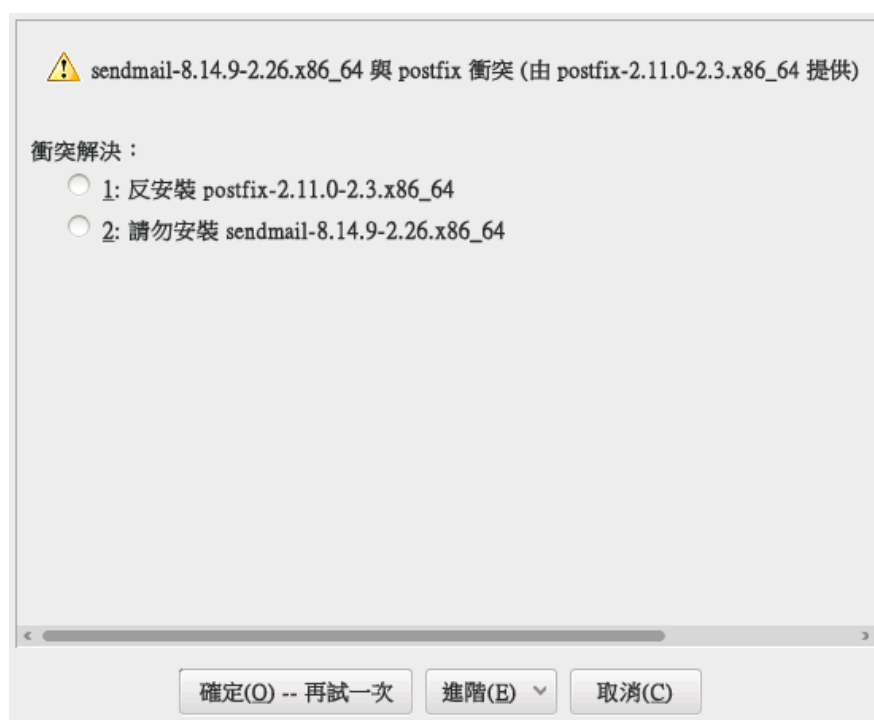 sendmail-8.14.9-2.26.x86_64 與 postfix 衝突 (由 postfix-2.11.0-2.3.x86_64 提供)
衝突解決：
1: 反安裝 postfix-2.11.0-2.3.x86_64
2: 請勿安裝 sendmail-8.14.9-2.26.x86_64
確定(O) -- 再試一次 進階(E) 取消(C)